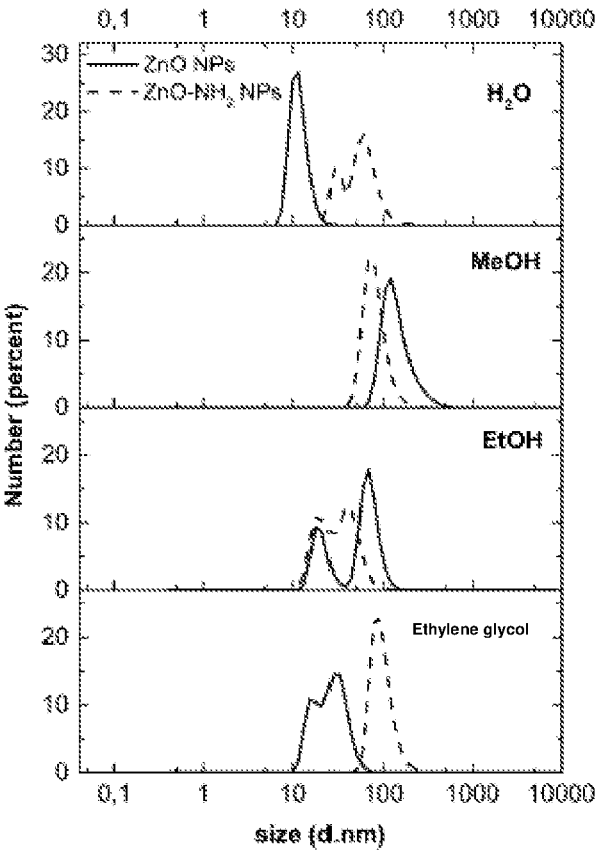 0,1 1 10 100 1000 10000
30
ZnO NPs
ZnO-NH2 NPs
H2O
20
10
0
MeOH
20
10
0
EtOH
20
10
0
Ethylene glycol
20
10
0
Number (percent)
0,1 1 10 100 1000 10000
size (d.nm)